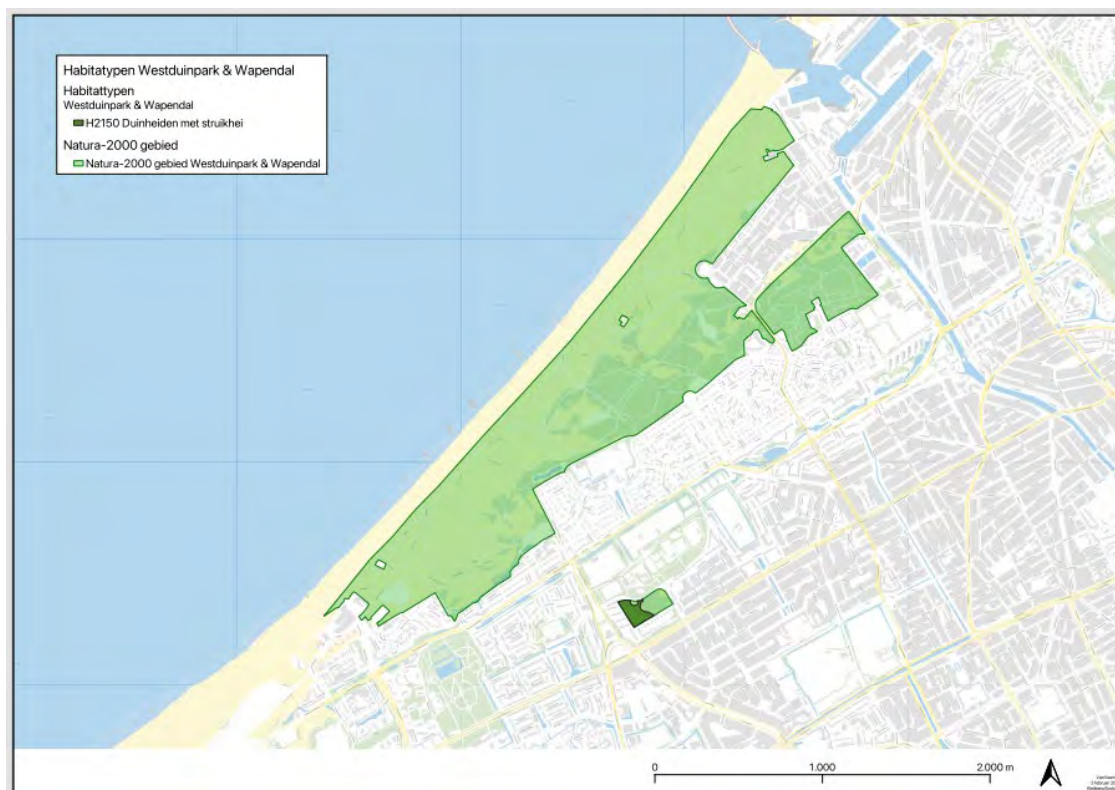 Habitatypen Westduinpark & Wapendal
Habitattypen
Westduinpark & Wapendal
H2150 Duinheiden met struikhei
Natura-2000 gebied
Natura-2000 gebied Westduinpark & Wapendal
0
1.000
2.000 m